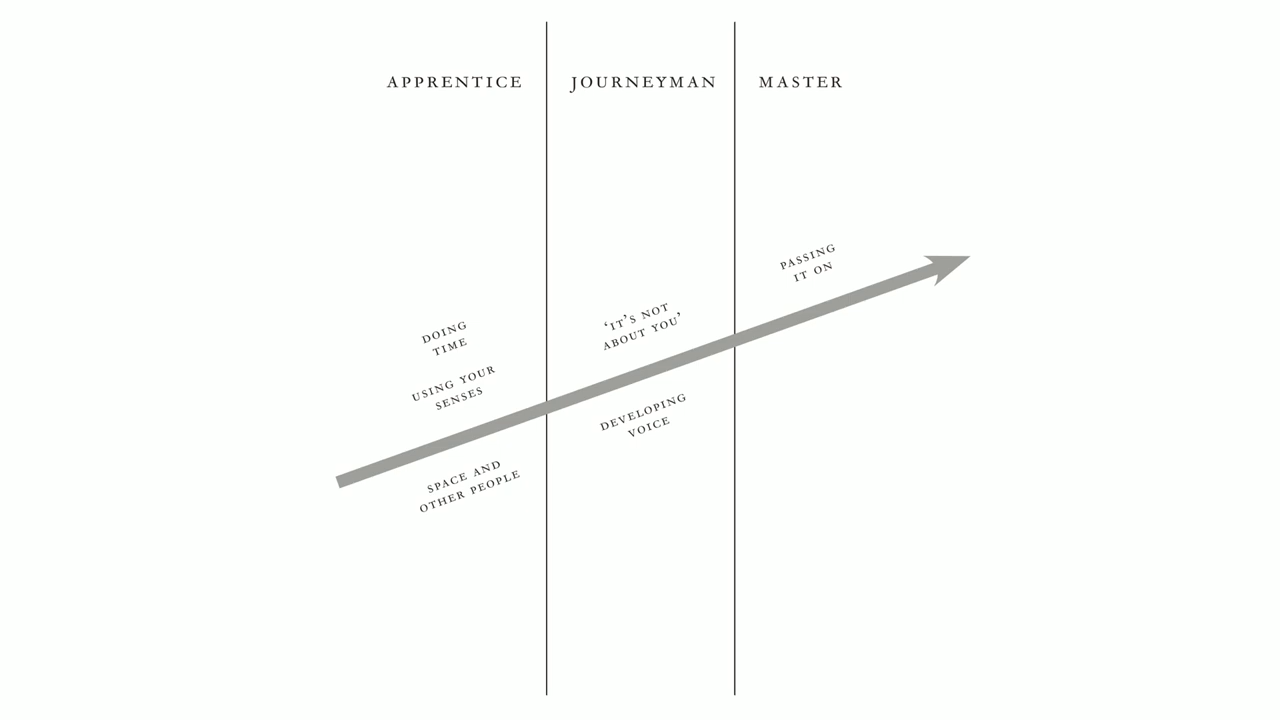 APPRENTICE
JOURNEYMAN
MASTER
DOING
TIME
USING YOUR
SENSES
SPACE AND
OTHER PEOPLE
‘IT’S NOT
ABOUT YOU’
DEVELOPING
VOICE
PASSING
IT ON